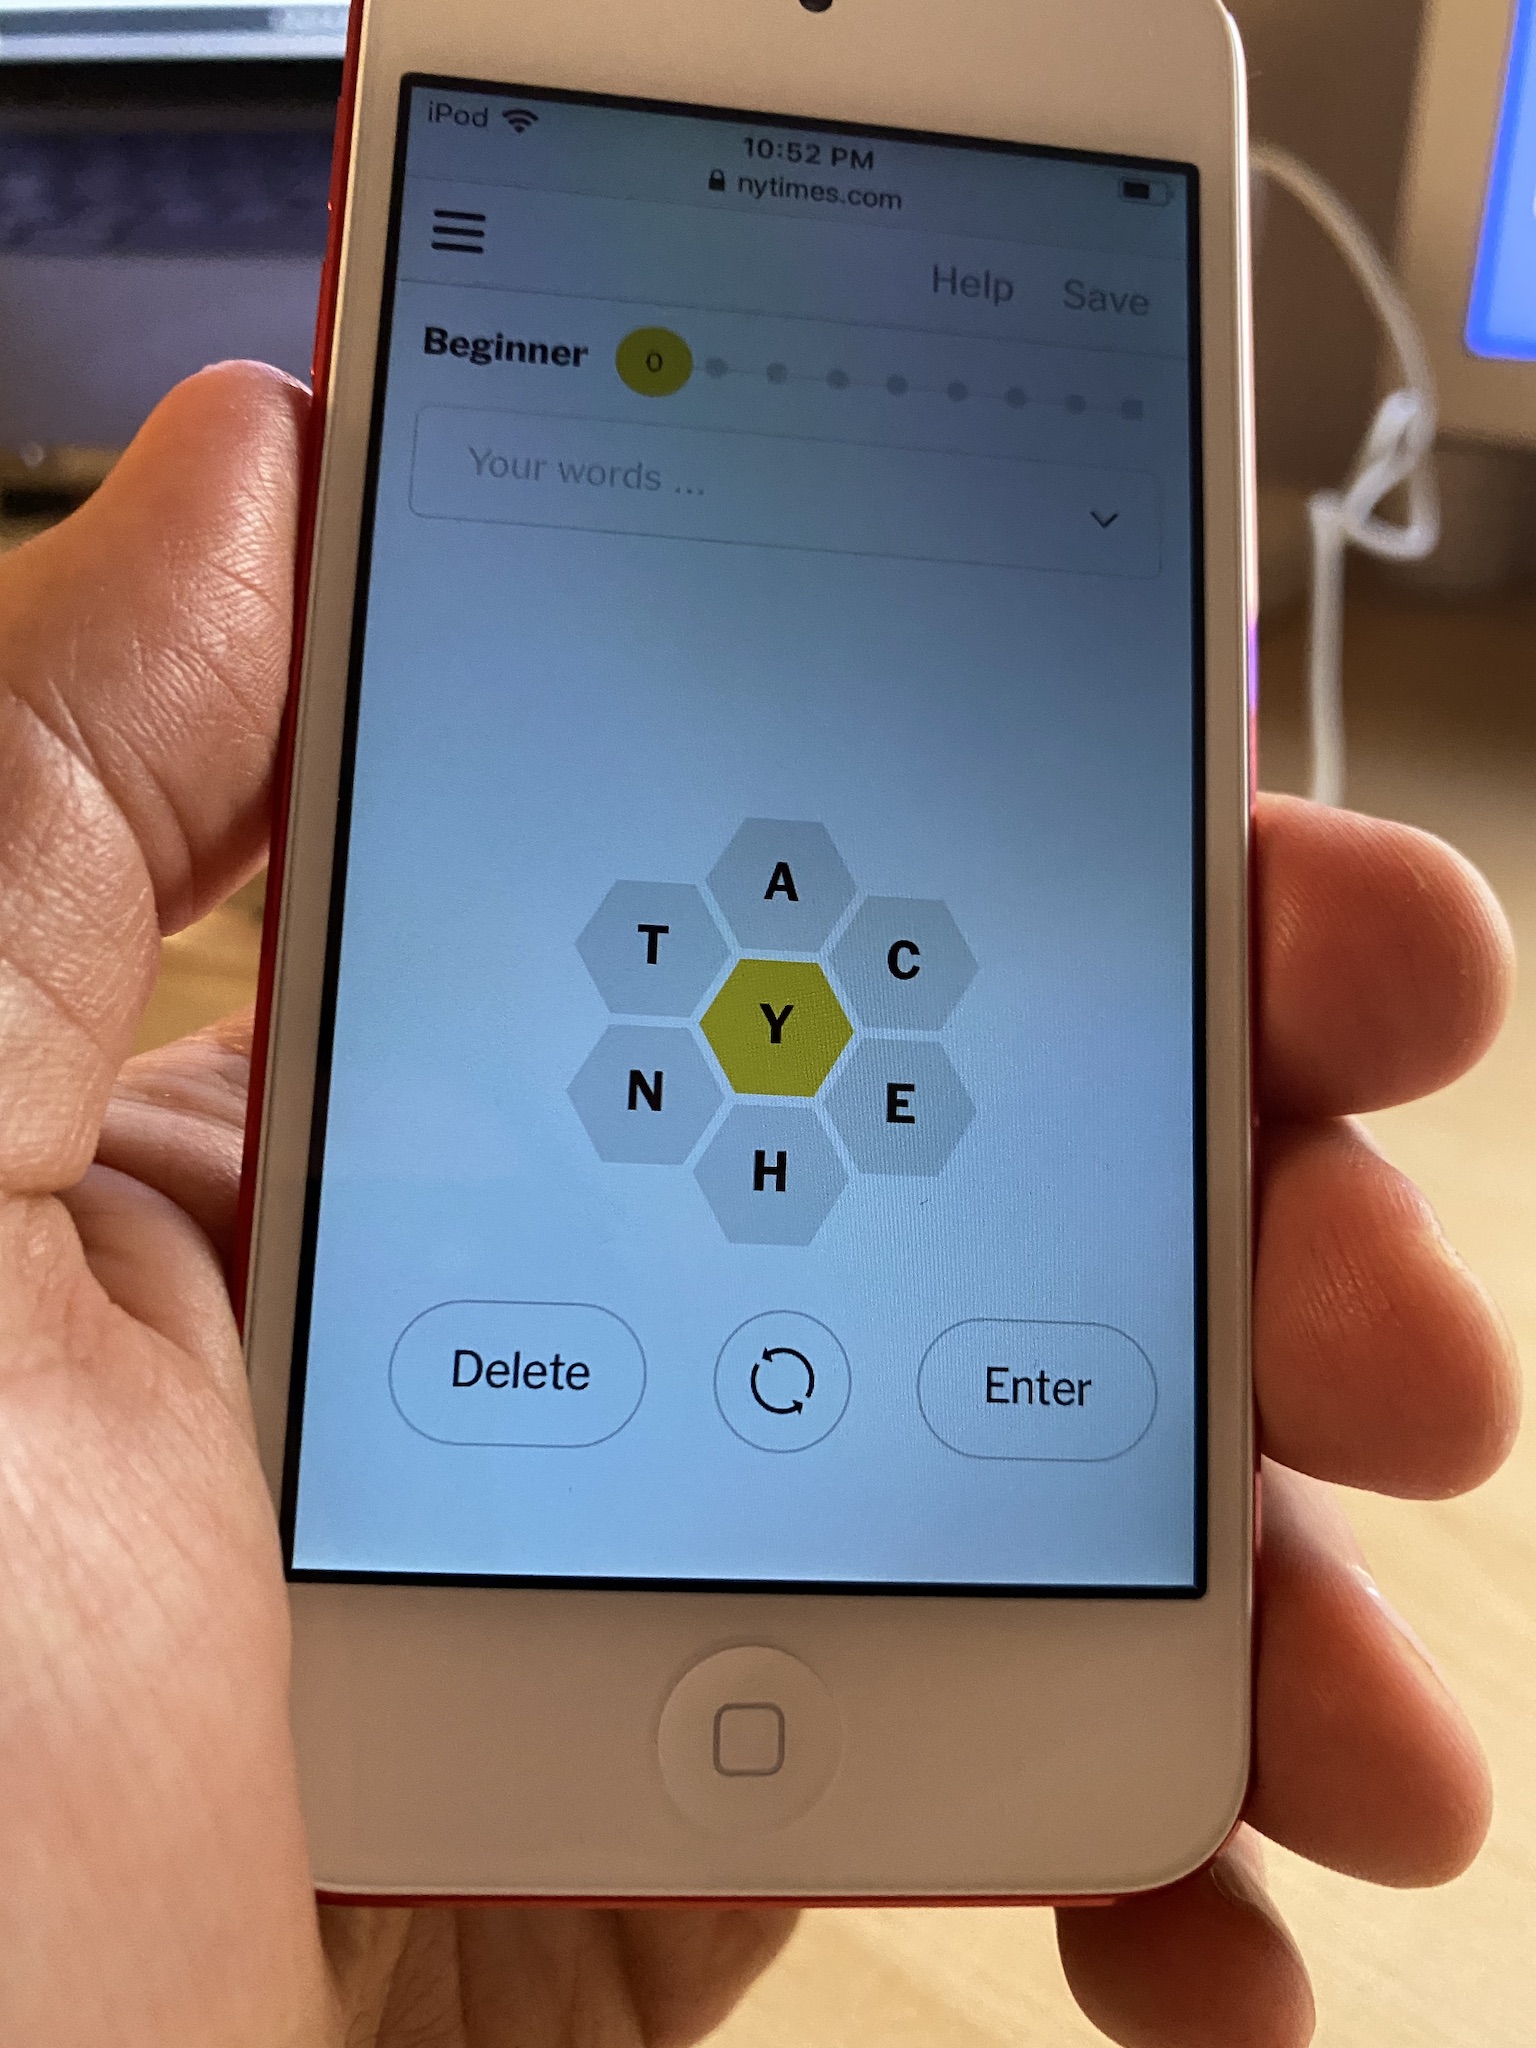 iPod
10:52 PM
nytimes.com
Help Save
Beginner 0
Your words ...
A
T C
Y
N E
H
Delete Enter